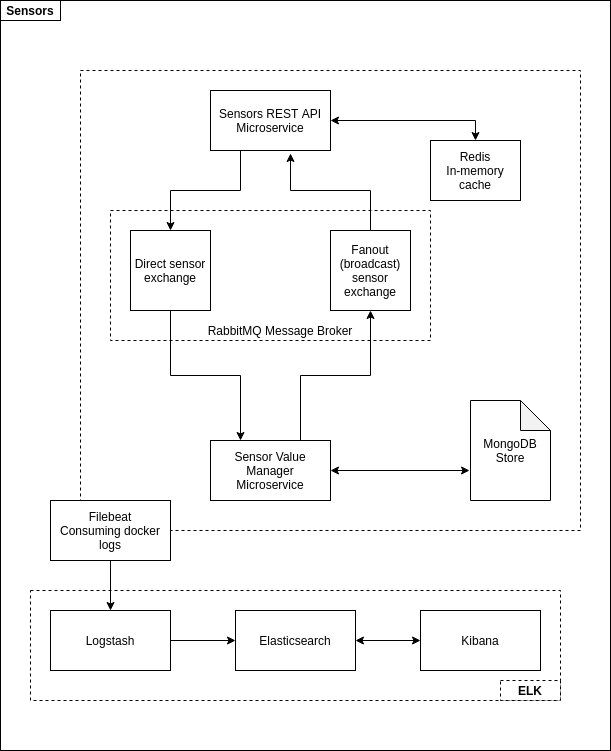 Sensors
Sensors REST API
Microservice
Redis
In-memory
cache
Direct sensor
exchange
Fanout
(broadcast)
sensor
exchange
RabbitMQ Message Broker
Sensor Value
Manager
Microservice
MongoDB
Store
Filebeat
Consuming docker
logs
Logstash
Elasticsearch
Kibana
ELK